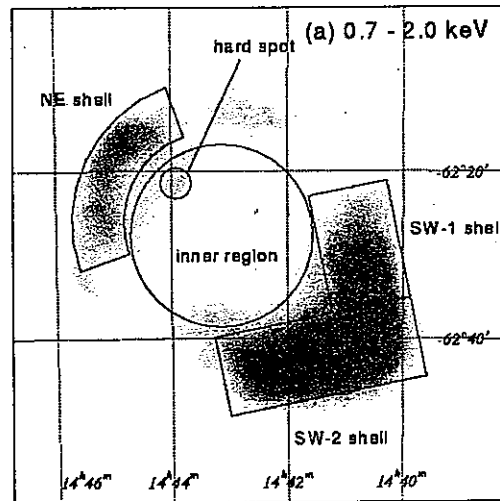 (a) 0.7 - 2.0 keV
hard spot
NE shell
-62°20'
SW-1 shell
inner region
-62°40'
SW-2 shell
14ʰ46ᵐ 14ʰ44ᵐ 14ʰ42ᵐ 14ʰ40ᵐ